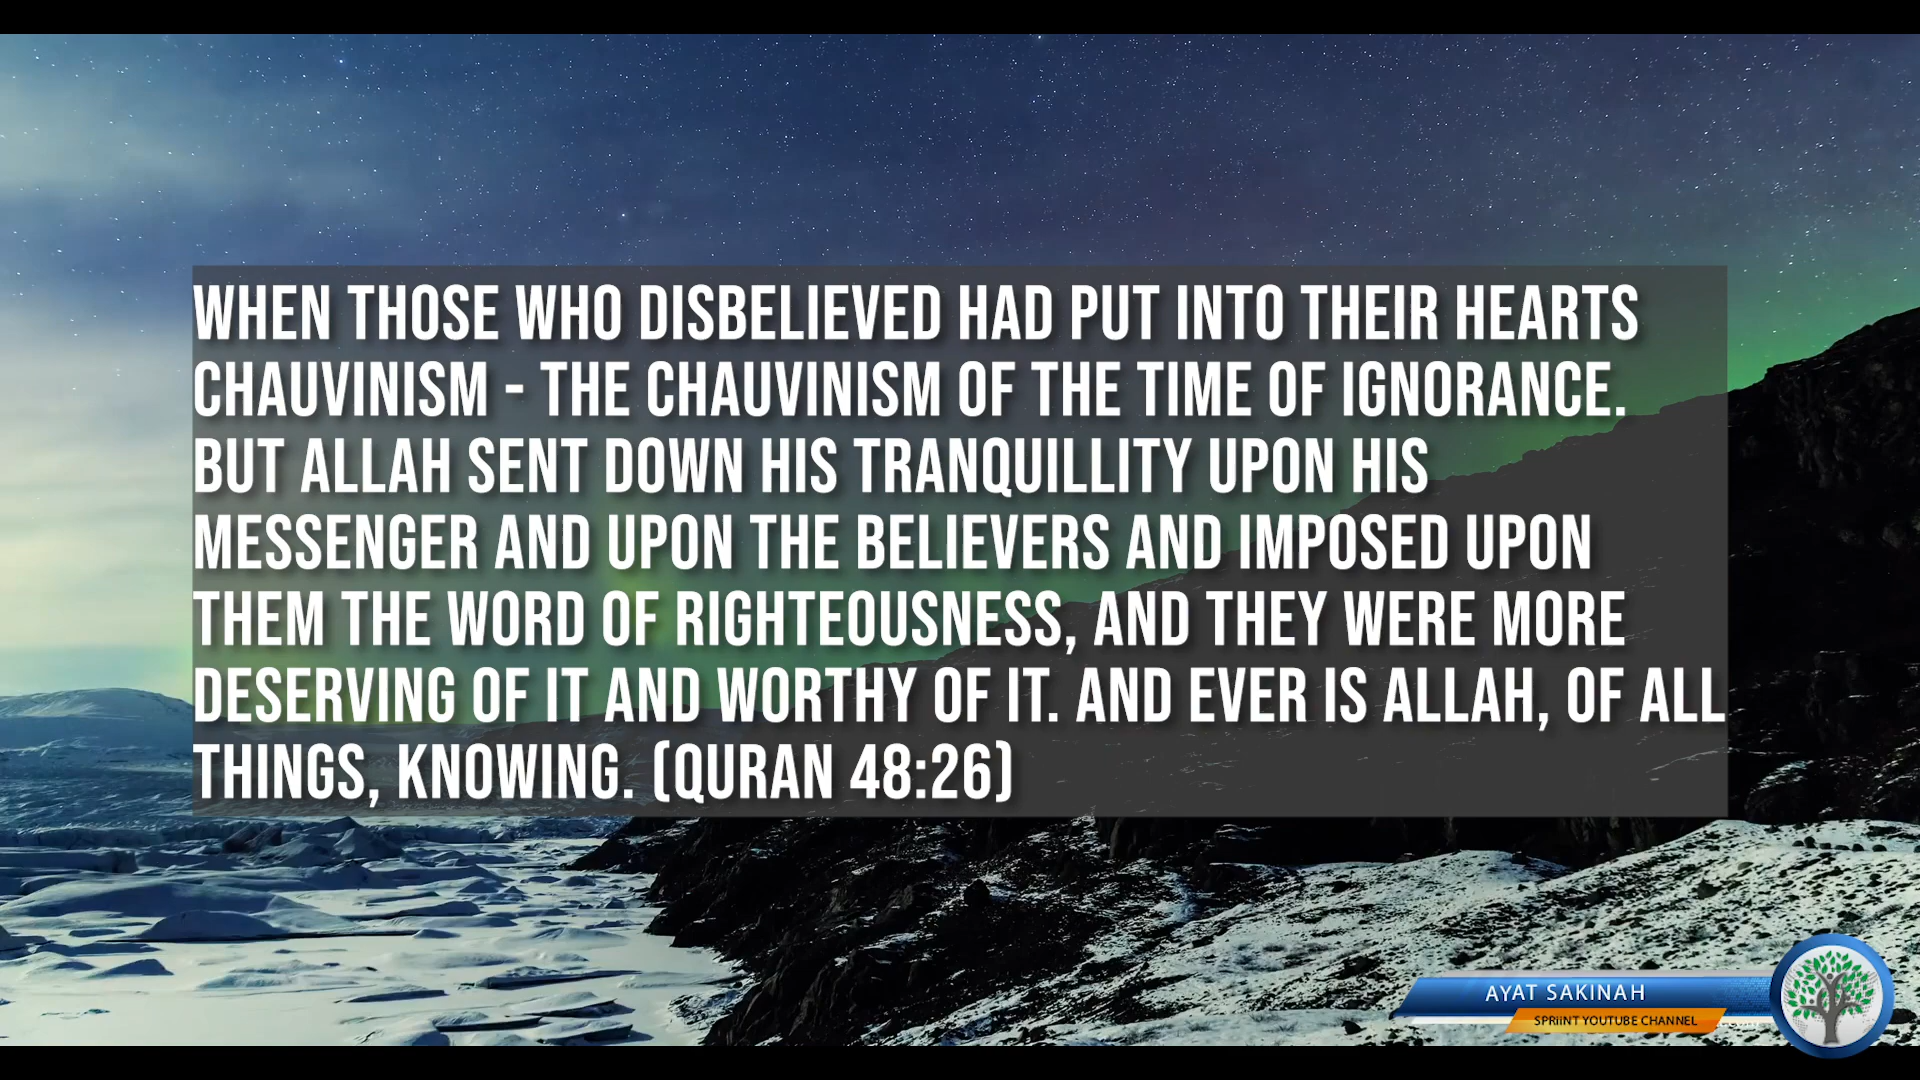 WHEN THOSE WHO DISBELIEVED HAD PUT INTO THEIR HEARTS
CHAUVINISM - THE CHAUVINISM OF THE TIME OF IGNORANCE.
BUT ALLAH SENT DOWN HIS TRANQUILLITY UPON HIS
MESSENGER AND UPON THE BELIEVERS AND IMPOSED UPON
THEM THE WORD OF RIGHTEOUSNESS, AND THEY WERE MORE
DESERVING OF IT AND WORTHY OF IT. AND EVER IS ALLAH, OF ALL
THINGS, KNOWING. (QURAN 48:26)
AYAT SAKINAH
SPRIINT YOUTUBE CHANNEL